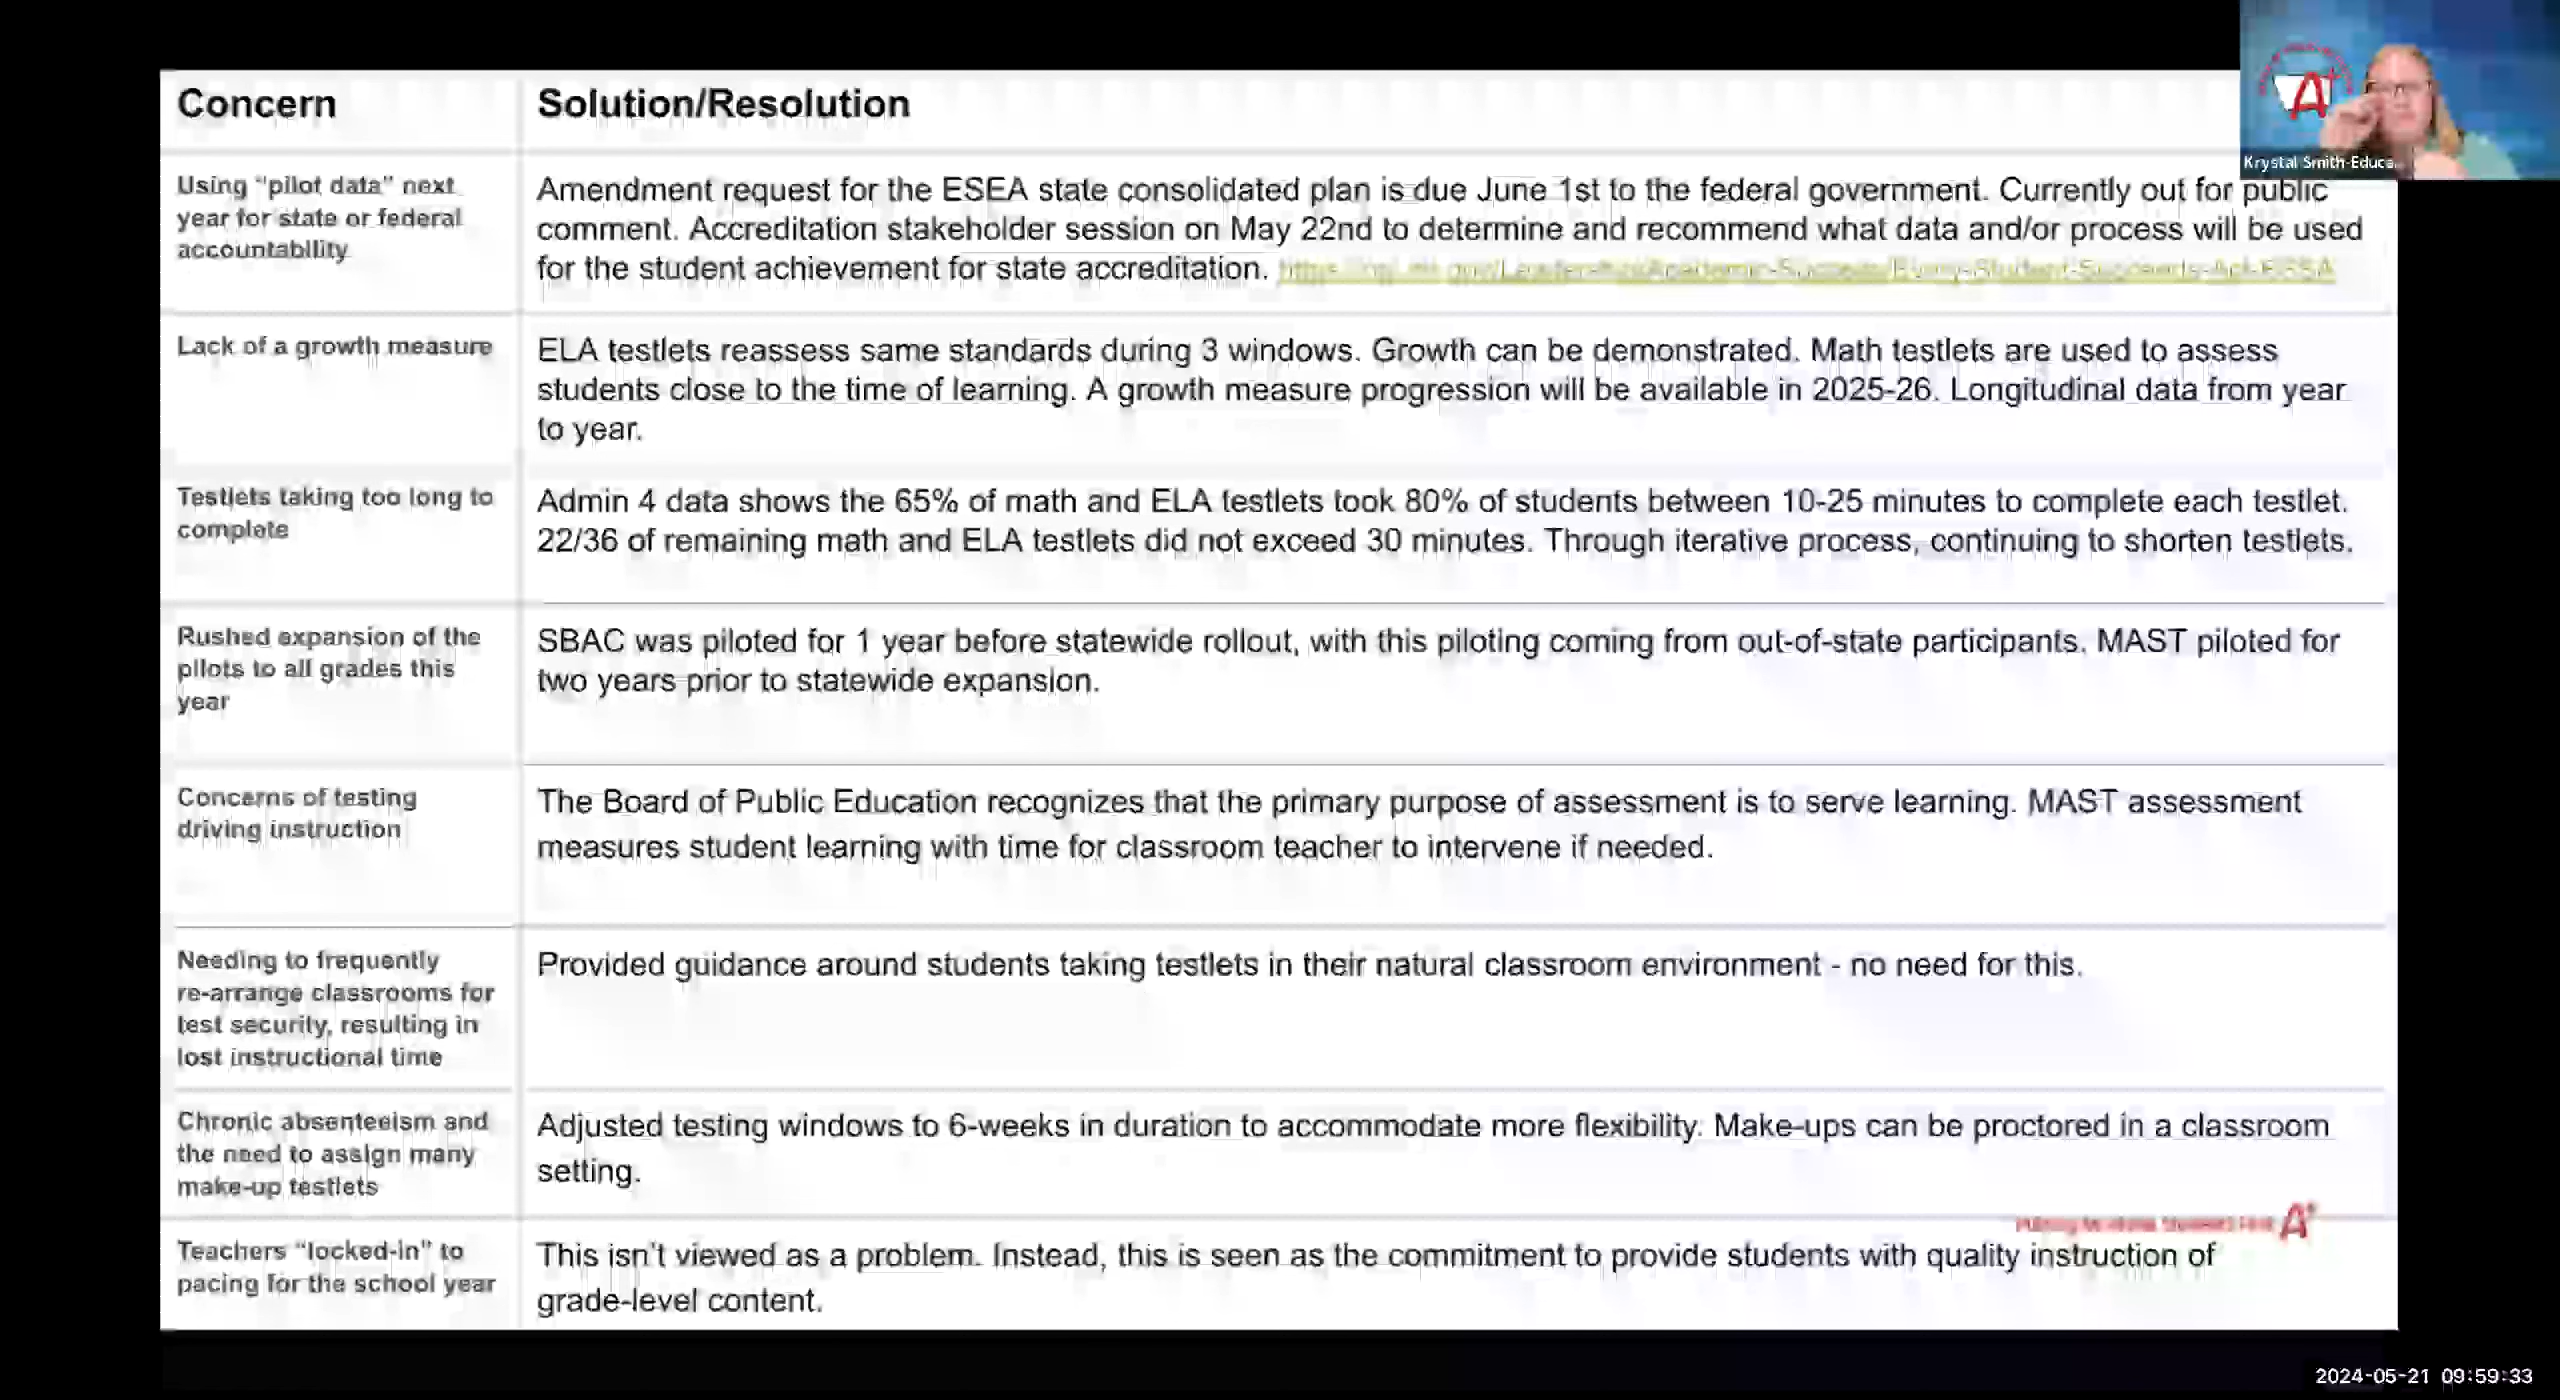 Concern
Solution/Resolution
Using "pilot data" next
year for state or federal
accountability
Amendment request for the ESEA state consolidated plan is due June 1st to the federal government. Currently out for public
comment. Accreditation stakeholder session on May 22nd to determine and recommend what data and/or process will be used
for the student achievement for state accreditation.
Lack of a growth measure
ELA testlets reassess same standards during 3 windows. Growth can be demonstrated. Math testlets are used to assess
students close to the time of learning. A growth measure progression will be available in 2025-26. Longitudinal data from year
to year.
Testlets taking too long to
complete
Admin 4 data shows the 65% of math and ELA testlets took 80% of students between 10-25 minutes to complete each testlet.
22/36 of remaining math and ELA testlets did not exceed 30 minutes. Through iterative process, continuing to shorten testlets.
Rushed expansion of the
pilots to all grades this
year
SBAC was piloted for 1 year before statewide rollout, with this piloting coming from out-of-state participants. MAST piloted for
two years prior to statewide expansion.
Concerns of testing
driving instruction
The Board of Public Education recognizes that the primary purpose of assessment is to serve learning. MAST assessment
measures student learning with time for classroom teacher to intervene if needed.
Needing to frequently
re-arrange classrooms for
test security, resulting in
lost instructional time
Provided guidance around students taking testlets in their natural classroom environment - no need for this.
Chronic absenteeism and
the need to assign many
make-up testlets
Adjusted testing windows to 6-weeks in duration to accommodate more flexibility. Make-ups can be proctored in a classroom
setting.
Teachers "locked-in" to
pacing for the school year
This isn't viewed as a problem. Instead, this is seen as the commitment to provide students with quality instruction of
grade-level content.
A+
Krystal Smith-Educa...
A+
2024-05-21 09:59:33